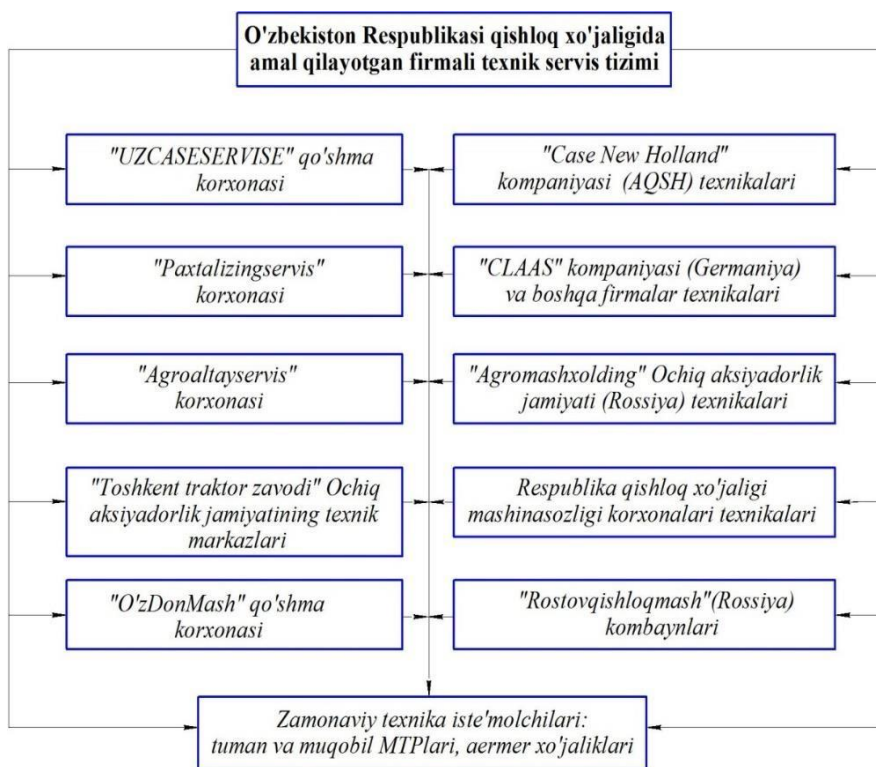 O'zbekiston Respublikasi qishloq xo'jaligida
amal qilayotgan firmali texnik servis tizimi
"UZCASESERVISE" qo'shma
korxonasi
"Case New Holland"
kompaniyasi (AQSH) texnikalari
"Paxtalizingservis"
korxonasi
"CLAAS" kompaniyasi (Germaniya)
va boshqa firmalar texnikalari
"Agroaltayservis"
korxonasi
"Agromashxolding" Ochiq aksiyadorlik
jamiyati (Rossiya) texnikalari
"Toshkent traktor zavodi" Ochiq
aksiyadorlik jamiyatining texnik
markazlari
Respublika qishloq xo'jaligi
mashinasozligi korxonalari texnikalari
"O'zDonMash" qo'shma
korxonasi
"Rostovqishloqmash"(Rossiya)
kombaynlari
Zamonaviy texnika iste'molchilari:
tuman va muqobil MTPlari, aermer xo'jaliklari